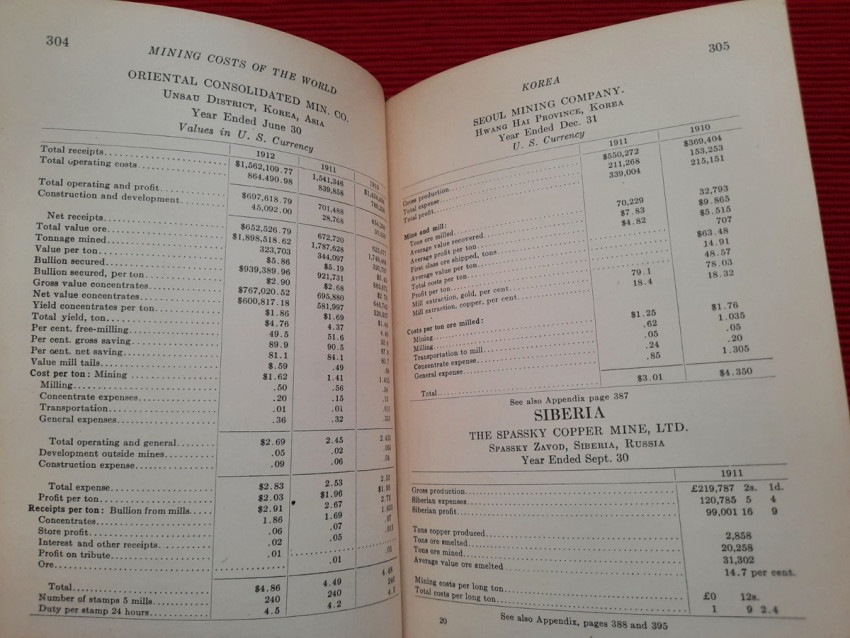 304
MINING COSTS OF THE WORLD
ORIENTAL CONSOLIDATED MIN. CO.
UNSAU DISTRICT, KOREA, ASIA
Year Ended June 30
Values in U. S. Currency
1912 1911
Total receipts $1,562,109.77 1,541,346
Total operating costs 864,490.98 839,858
Total operating and profit $697,618.79 701,488
Construction and development 45,092.00 28,768
Net receipts $652,526.79 672,720
Total value ore $1,898,518.62 1,787,628
Tonnage mined 323,703 344,097
Value per ton $5.86 $5.19
Bullion secured $939,389.96 921,731
Bullion secured, per ton $2.90 $2.68
Gross value concentrates $767,020.52 695,880
Net value concentrates $600,817.18 581,997
Yield concentrates per ton $1.86 $1.69
Total yield, ton $4.76 4.37
Per cent. free-milling 49.5 51.6
Per cent. gross saving 89.9 90.5
Per cent. net saving 81.1 84.1
Value mill tails $.59 .49
Cost per ton: Mining $1.62 1.41
Milling .50 .56
Concentrate expenses .20 .15
Transportation .01 .01
General expenses .36 .32
Total operating and general $2.69 2.45
Development outside mines .05 .02
Construction expense .09 .06
Total expense $2.83 2.53
Profit per ton $2.03 $1.96
Receipts per ton: Bullion from mills $2.91 2.67
Concentrates 1.86 1.69
Store profit .06 .07
Interest and other receipts .02 .05
Profit on tribute .01
Ore .01
Total $4.86 4.49
Number of stamps 5 mills 240 240
Duty per stamp 24 hours 4.5 4.2
305
KOREA
SEOUL MINING COMPANY.
HWANG HAI PROVINCE, KOREA
Year Ended Dec. 31
U. S. Currency
1911 1910
Gross production $550,272 $369,404
Total expense 211,268 153,253
Total profit 339,004 215,151
Mine and mill:
Tons ore milled 70,229 32,793
Average value recovered $7.83 $9.865
Average profit per ton $4.82 $5.515
First class ore shipped, tons 707
Average value per ton $63.48
Total costs per ton 14.91
Profit per ton 48.57
Mill extraction, gold, per cent 79.1 78.03
Mill extraction, copper, per cent 18.4 18.32
Costs per ton ore milled:
Mining $1.25 $1.76
Milling .62 1.035
Transportation to mill .05 .05
Concentrate expense .24 .20
General expense .85 1.305
Total $3.01 $4.350
See also Appendix page 387
SIBERIA
THE SPASSKY COPPER MINE, LTD.
SPASSKY ZAVOD, SIBERIA, RUSSIA
Year Ended Sept. 30
1911
Gross production £219,787 2s. 1d.
Siberian expenses 120,785 5 4
Siberian profit 99,001 16 9
Tons copper produced 2,858
Tons ore smelted 20,258
Tons ore mined 31,302
Average value ore smelted 14.7 per cent.
Mining costs per long ton £0 12s.
Total costs per long ton 1 9 2.4
See also Appendix, pages 388 and 395
20